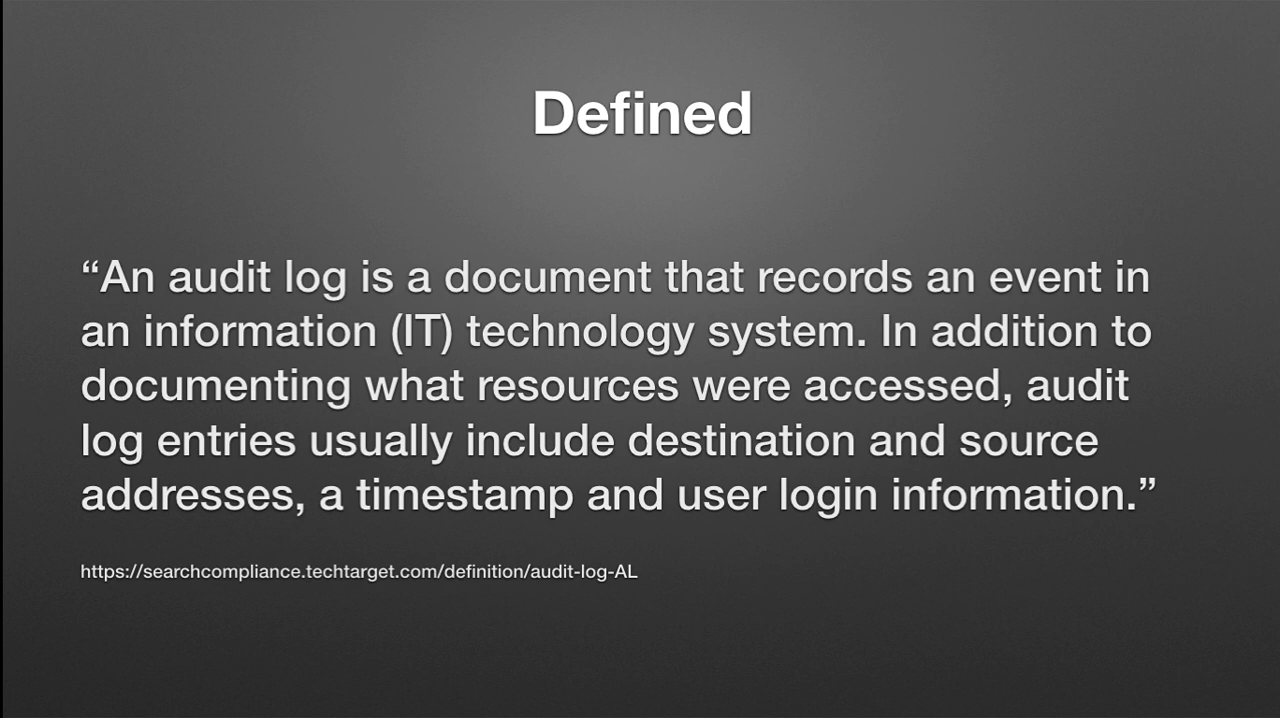 Defined
“An audit log is a document that records an event in
an information (IT) technology system. In addition to
documenting what resources were accessed, audit
log entries usually include destination and source
addresses, a timestamp and user login information.”
https://searchcompliance.techtarget.com/definition/audit-log-AL